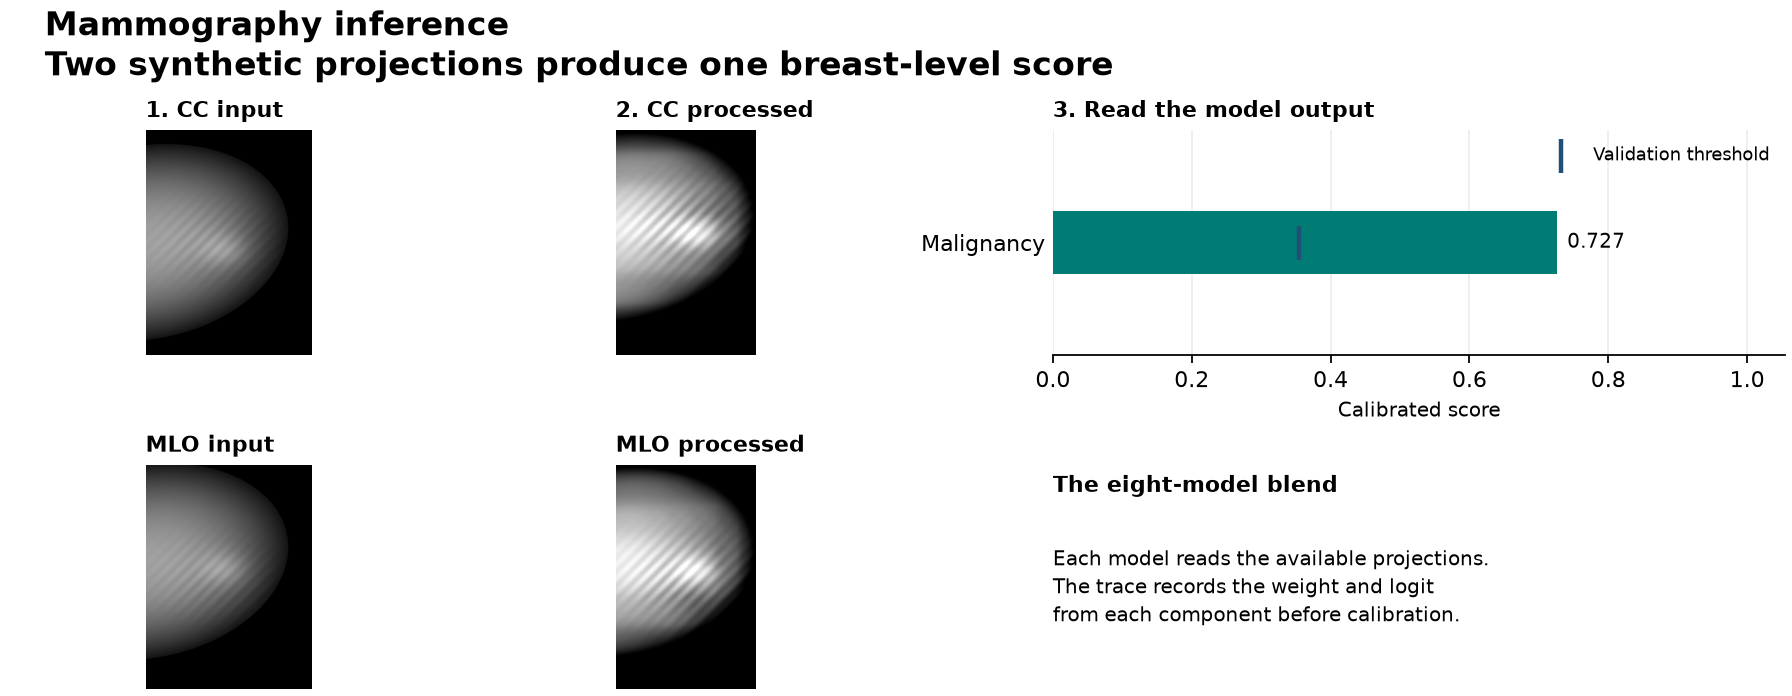 Mammography inference
Two synthetic projections produce one breast-level score
1. CC input
2. CC processed
3. Read the model output
Validation threshold
Malignancy
0.727
0.0 0.2 0.4 0.6 0.8 1.0
Calibrated score
MLO input
MLO processed
The eight-model blend
Each model reads the available projections.
The trace records the weight and logit
from each component before calibration.